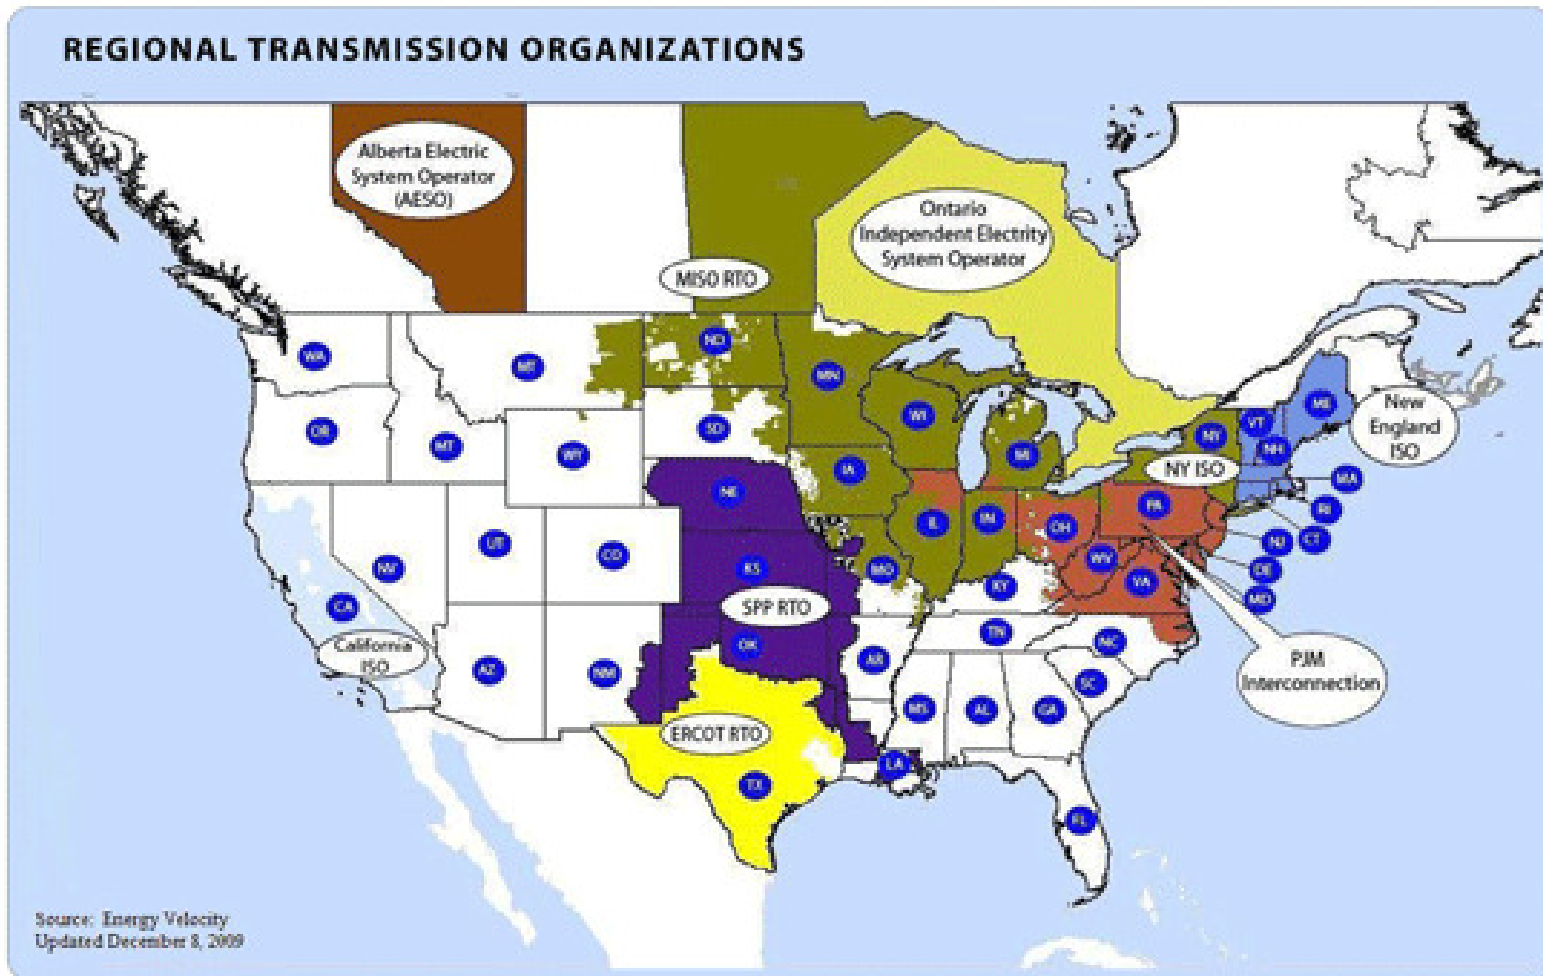 REGIONAL TRANSMISSION ORGANIZATIONS
Alberta Electric
System Operator
(AESO)
Ontario
Independent Electrity
System Operator
MISO RTO
WA
MT
ND
MN
OR
MT
WY
SD
WI
MI
NY
VT
NH
ME
New
England
ISO
NY ISO
MA
RI
CT
NJ
DE
MD
IA
NE
IL
IN
OH
PA
WV
VA
NV
UT
CO
KS
MO
KY
CA
California
ISO
SPP RTO
OK
AZ
NM
AR
TN
NC
SC
MS
AL
GA
PJM
Interconnection
ERCOT RTO
TX
LA
FL
Source: Energy Velocity
Updated December 8, 2009